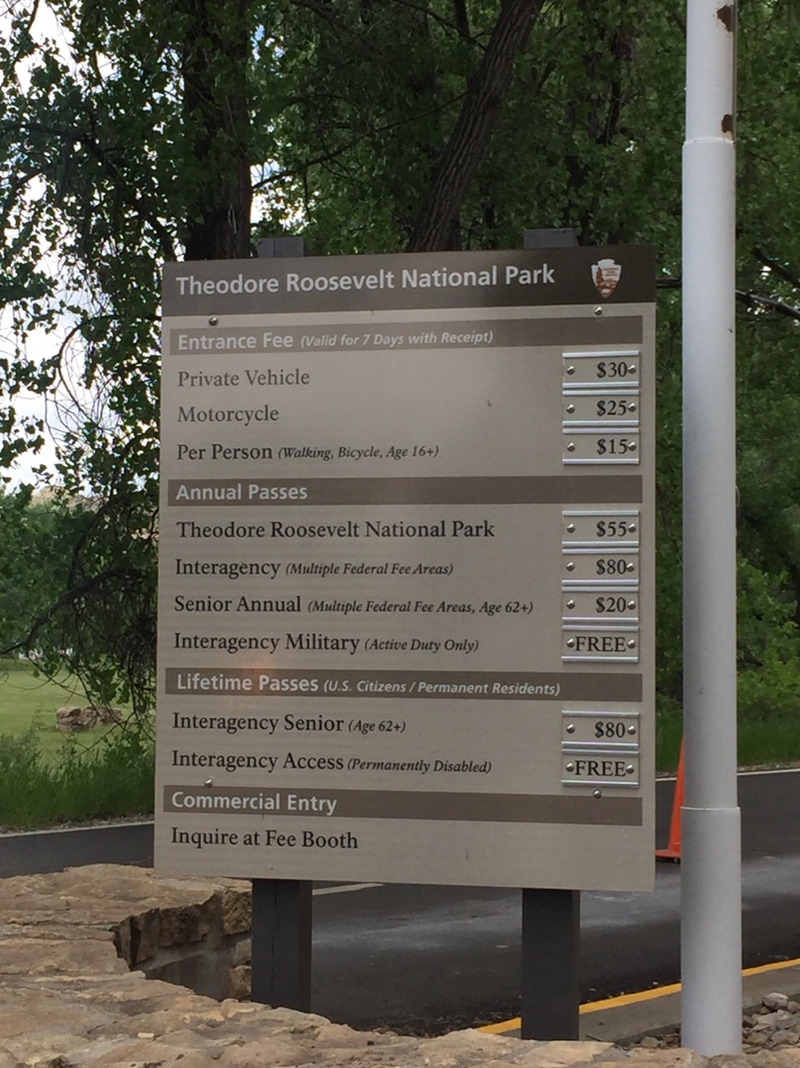 Theodore Roosevelt National Park
Entrance Fee (Valid for 7 Days with Receipt)
Private Vehicle $30
Motorcycle $25
Per Person (Walking, Bicycle, Age 16+) $15
Annual Passes
Theodore Roosevelt National Park $55
Interagency (Multiple Federal Fee Areas) $80
Senior Annual (Multiple Federal Fee Areas, Age 62+) $20
Interagency Military (Active Duty Only) FREE
Lifetime Passes (U.S. Citizens / Permanent Residents)
Interagency Senior (Age 62+) $80
Interagency Access (Permanently Disabled) FREE
Commercial Entry
Inquire at Fee Booth